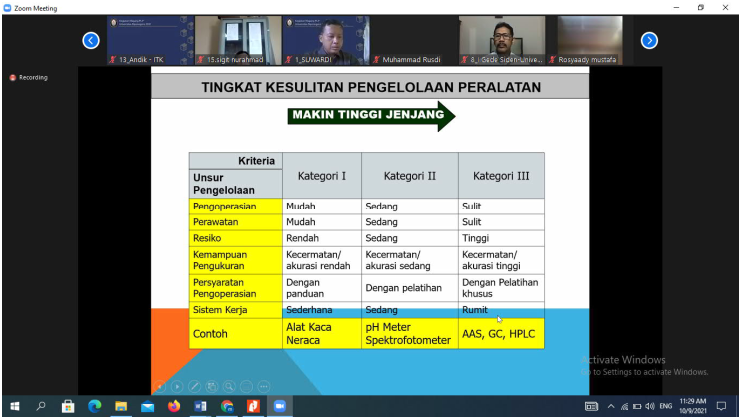 Zoom Meeting
13_Andik - ITK
15.sigit nurahmad
1_SUWARDI
Muhammad Rusdi
8_I Gede Siden-Unive...
Rosyaady mustafa
Recording
TINGKAT KESULITAN PENGELOLAAN PERALATAN
MAKIN TINGGI JENJANG
Kriteria
Unsur
Pengelolaan
Kategori I
Kategori II
Kategori III
Pengoperasian Mudah Sedang Sulit
Perawatan Mudah Sedang Sulit
Resiko Rendah Sedang Tinggi
Kemampuan Kecermatan/ Kecermatan/ Kecermatan/
Pengukuran akurasi rendah akurasi sedang akurasi tinggi
Persyaratan Dengan Dengan pelatihan Dengan Pelatihan
Pengoperasian panduan khusus
Sistem Kerja Sederhana Sedang Rumit
Contoh Alat Kaca pH Meter AAS, GC, HPLC
Neraca Spektrofotometer
Activate Windows
Go to Settings to activate Windows.
ENG
11:29 AM
10/9/2021